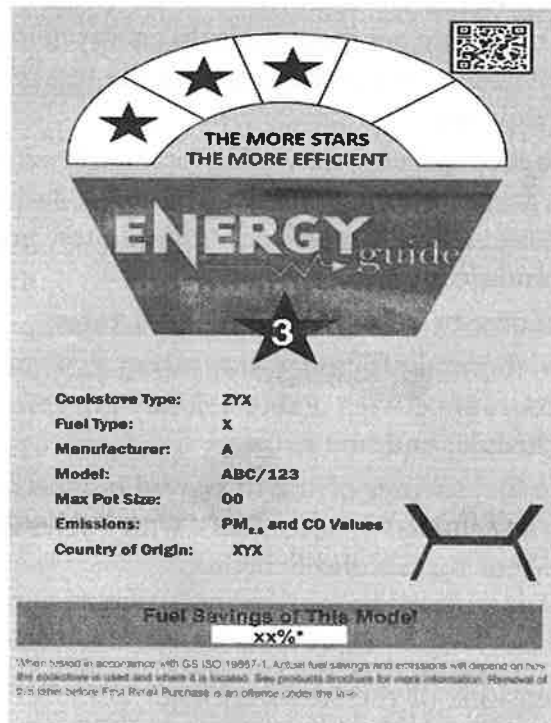 THE MORE STARS
THE MORE EFFICIENT
ENERGY guide
3
Cookstove Type: ZYX
Fuel Type: X
Manufacturer: A
Model: ABC/123
Max Pot Size: 00
Emissions: PM2.5 and CO Values
Country of Origin: XYX
Fuel Savings of This Model
xx%*
*When tested in accordance with GS ISO 19867-1. Actual fuel savings and emissions will depend on how
the cookstove is used and where it is located. See products brochure for more information. Removal of
this label before First Retail Purchase is an offence under the law.